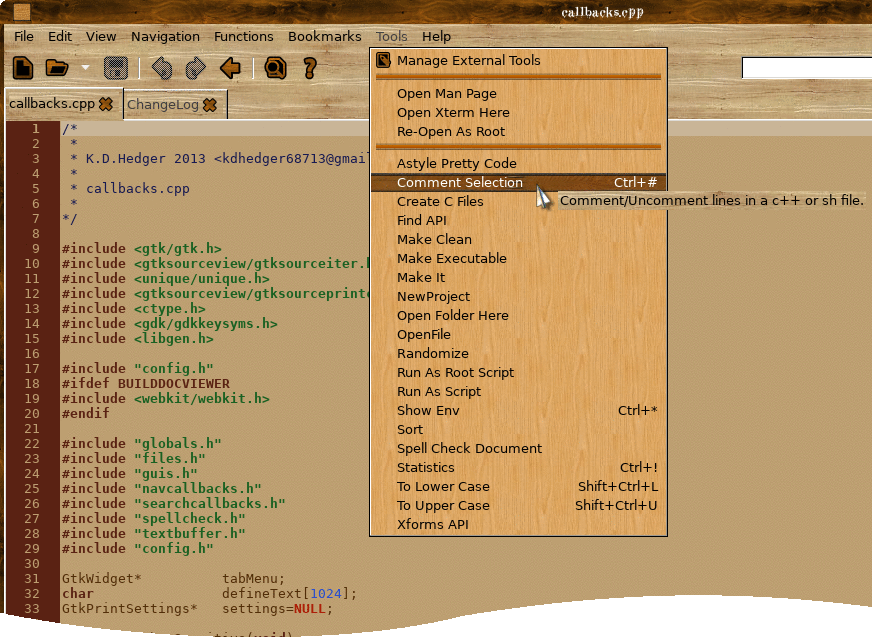 callbacks.cpp
File Edit View Navigation Functions Bookmarks Tools Help
callbacks.cpp ChangeLog
1 /*
2 *
3 * K.D.Hedger 2013 <kdhedger68713@gmail
4 *
5 * callbacks.cpp
6 *
7 */
8
9 #include <gtk/gtk.h>
10 #include <gtksourceview/gtksourceiter.h
11 #include <unique/unique.h>
12 #include <gtksourceview/gtksourceprinte
13 #include <ctype.h>
14 #include <gdk/gdkkeysyms.h>
15 #include <libgen.h>
16
17 #include "config.h"
18 #ifdef BUILDDOCVIEWER
19 #include <webkit/webkit.h>
20 #endif
21
22 #include "globals.h"
23 #include "files.h"
24 #include "guis.h"
25 #include "navcallbacks.h"
26 #include "searchcallbacks.h"
27 #include "spellcheck.h"
28 #include "textbuffer.h"
29 #include "config.h"
30
31 GtkWidget* tabMenu;
32 char defineText[1024];
33 GtkPrintSettings* settings=NULL;
Manage External Tools
Open Man Page
Open Xterm Here
Re-Open As Root
Astyle Pretty Code
Comment Selection Ctrl+#
Comment/Uncomment lines in a c++ or sh file.
Create C Files
Find API
Make Clean
Make Executable
Make It
NewProject
Open Folder Here
OpenFile
Randomize
Run As Root Script
Run As Script
Show Env Ctrl+*
Sort
Spell Check Document
Statistics Ctrl+!
To Lower Case Shift+Ctrl+L
To Upper Case Shift+Ctrl+U
Xforms API